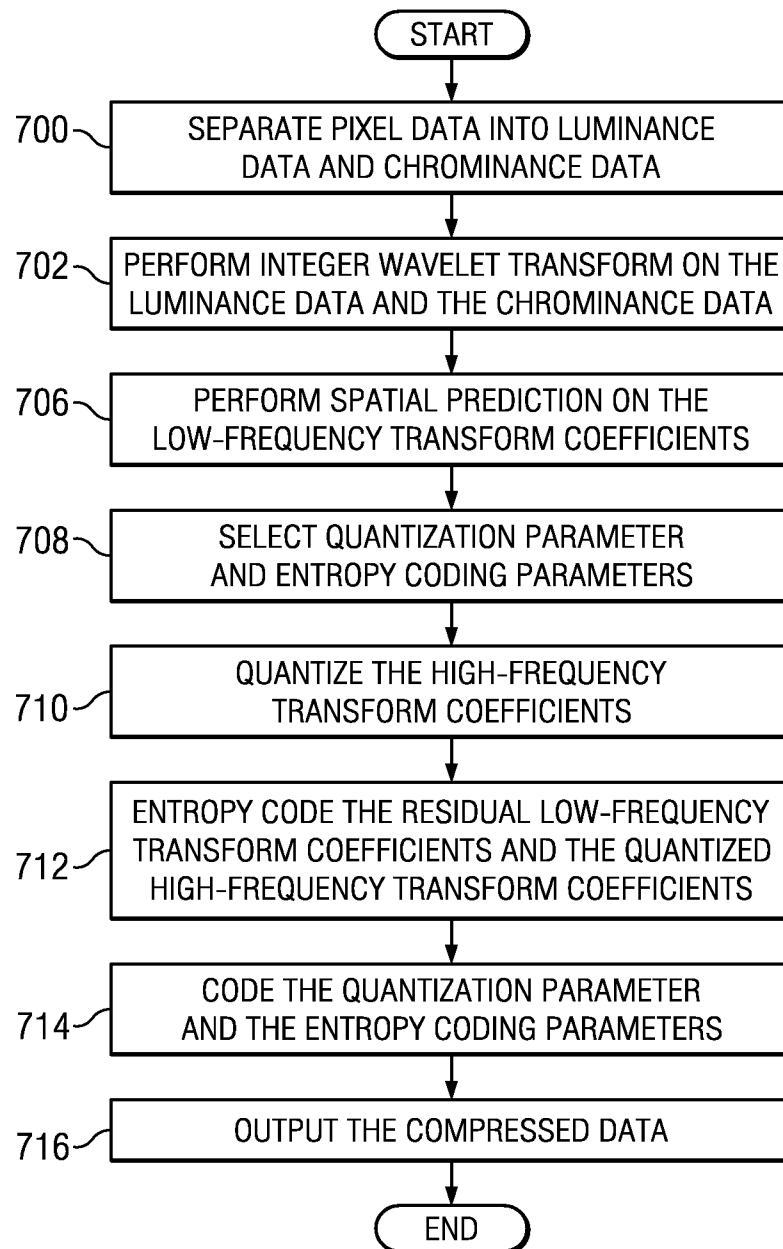 START
700
SEPARATE PIXEL DATA INTO LUMINANCE
DATA AND CHROMINANCE DATA
702
PERFORM INTEGER WAVELET TRANSFORM ON THE
LUMINANCE DATA AND THE CHROMINANCE DATA
706
PERFORM SPATIAL PREDICTION ON THE
LOW-FREQUENCY TRANSFORM COEFFICIENTS
708
SELECT QUANTIZATION PARAMETER
AND ENTROPY CODING PARAMETERS
710
QUANTIZE THE HIGH-FREQUENCY
TRANSFORM COEFFICIENTS
712
ENTROPY CODE THE RESIDUAL LOW-FREQUENCY
TRANSFORM COEFFICIENTS AND THE QUANTIZED
HIGH-FREQUENCY TRANSFORM COEFFICIENTS
714
CODE THE QUANTIZATION PARAMETER
AND THE ENTROPY CODING PARAMETERS
716
OUTPUT THE COMPRESSED DATA
END